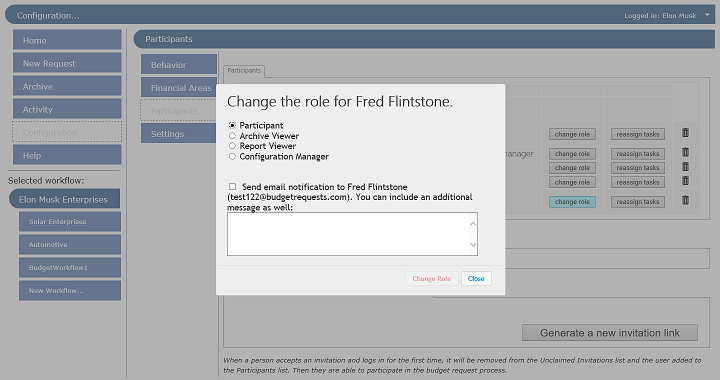 Configuration...
Logged in: Elon Musk
Home
New Request
Archive
Activity
Configuration
Help
Selected workflow:
Elon Musk Enterprises
Solar Enterprises
Automotive
BudgetWorkflow1
New Workflow...
Participants
Behavior
Financial Areas
Participants
Settings
Participants
change role reassign tasks
manager change role reassign tasks
change role reassign tasks
change role reassign tasks
change role reassign tasks
Change the role for Fred Flintstone.
Participant
Archive Viewer
Report Viewer
Configuration Manager
Send email notification to Fred Flintstone
(test122@budgetrequests.com). You can include an additional
message as well:
Change Role Close
Generate a new invitation link
When a person accepts an invitation and logs in for the first time, it will be removed from the Unclaimed Invitations list and the user added to
the Participants list. Then they are able to participate in the budget request process.